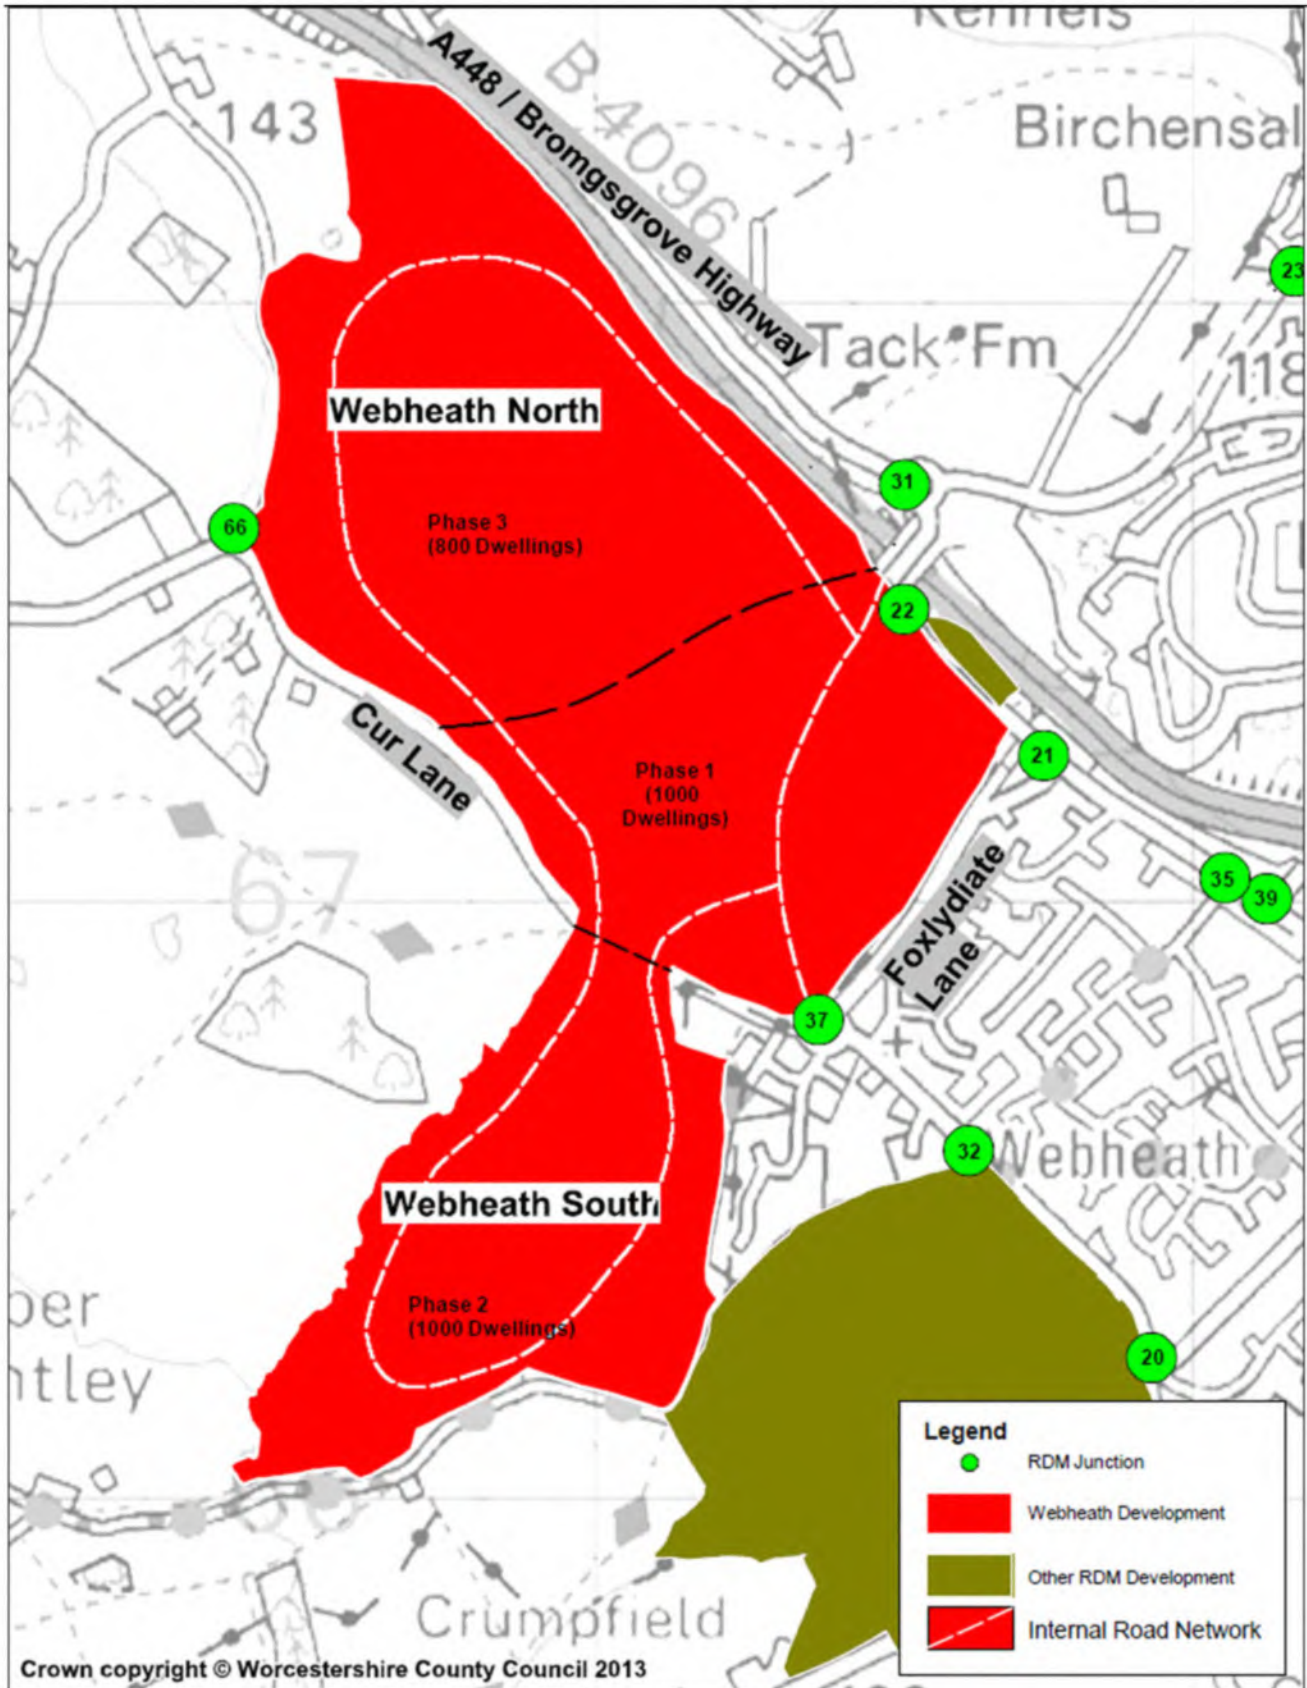 Kennels
A448 / Bromgsgrove Highway
B 4096
143
Birchensal
23
Tack Fm
118
Webheath North
31
Phase 3
(800 Dwellings)
66
22
Cur Lane
21
Phase 1
(1000
Dwellings)
67
35
39
Foxlydiate
Lane
37
32
Webheath
Webheath South
Phase 2
(1000 Dwellings)
per
ntley
20
Legend
RDM Junction
Webheath Development
Other RDM Development
Internal Road Network
Crumpfield
Crown copyright © Worcestershire County Council 2013